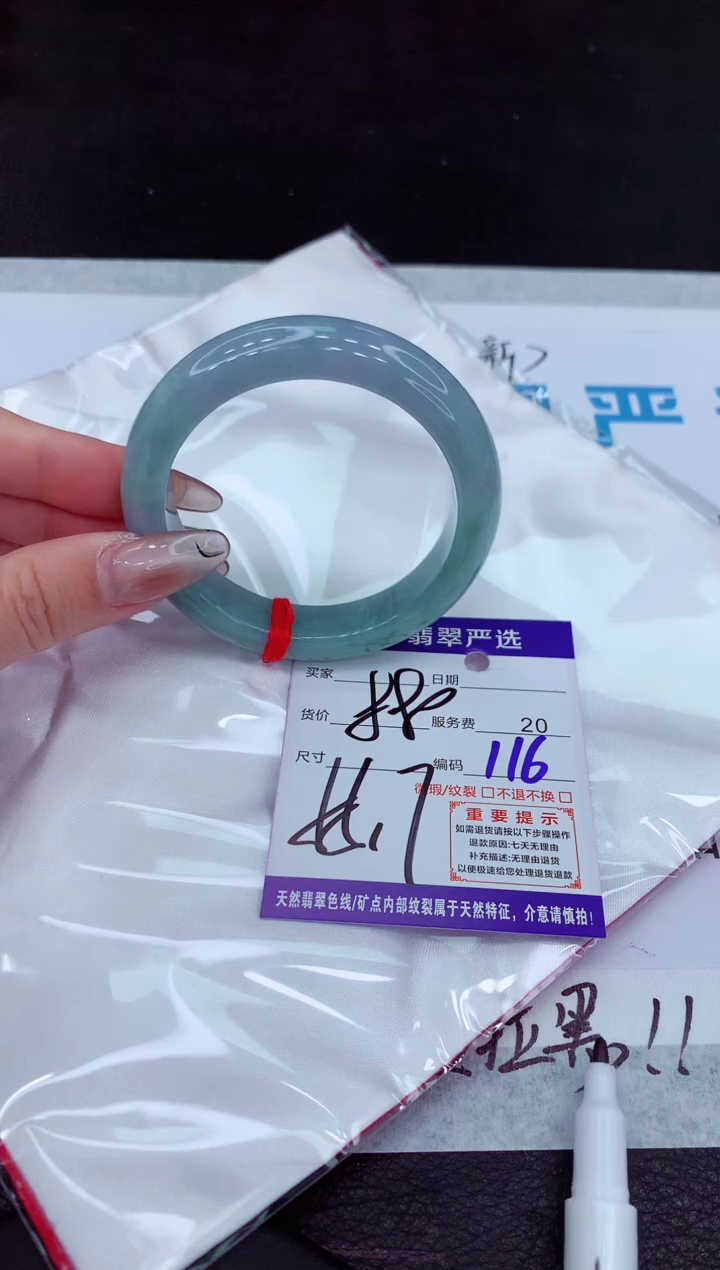 新
严
翡翠严选
买家 日期
货价 服务费 20
尺寸 编码 116
微瑕/纹裂 □ 不退不换 □
重要提示
如需退货请按以下步骤操作
退款原因:七天无理由
补充描述:无理由退货
以便极速给您处理退货退款
天然翡翠色线/矿点内部纹裂属于天然特征，介意请慎拍!
拉黑!!